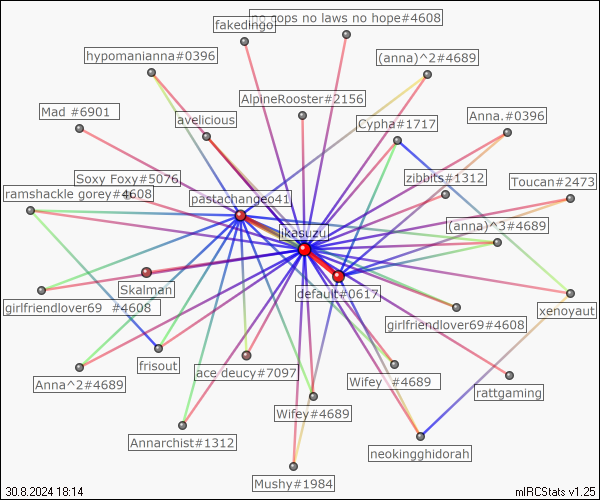 no cops no laws no hope#4608
fakedingo
hypomanianna#0396
(anna)^2#4689
AlpineRooster#2156
Mad #6901
avelicious
Cypha#1717
Anna.#0396
Soxy Foxy#5076
zibbits#1312
Toucan#2473
ramshackle gorey#4608
pastachange041
(anna)^3#4689
jikasuzu
Skalman
default#0617
girlfriendlover69 #4608
xenoyaut
girlfriendlover69#4608
frisout
ace deucy#7097
Anna^2#4689
Wifey #4689
rattgaming
Wifey#4689
Annarchist#1312
neokingghidorah
Mushy#1984
30.8.2024 18:14
mIRCStats v1.25